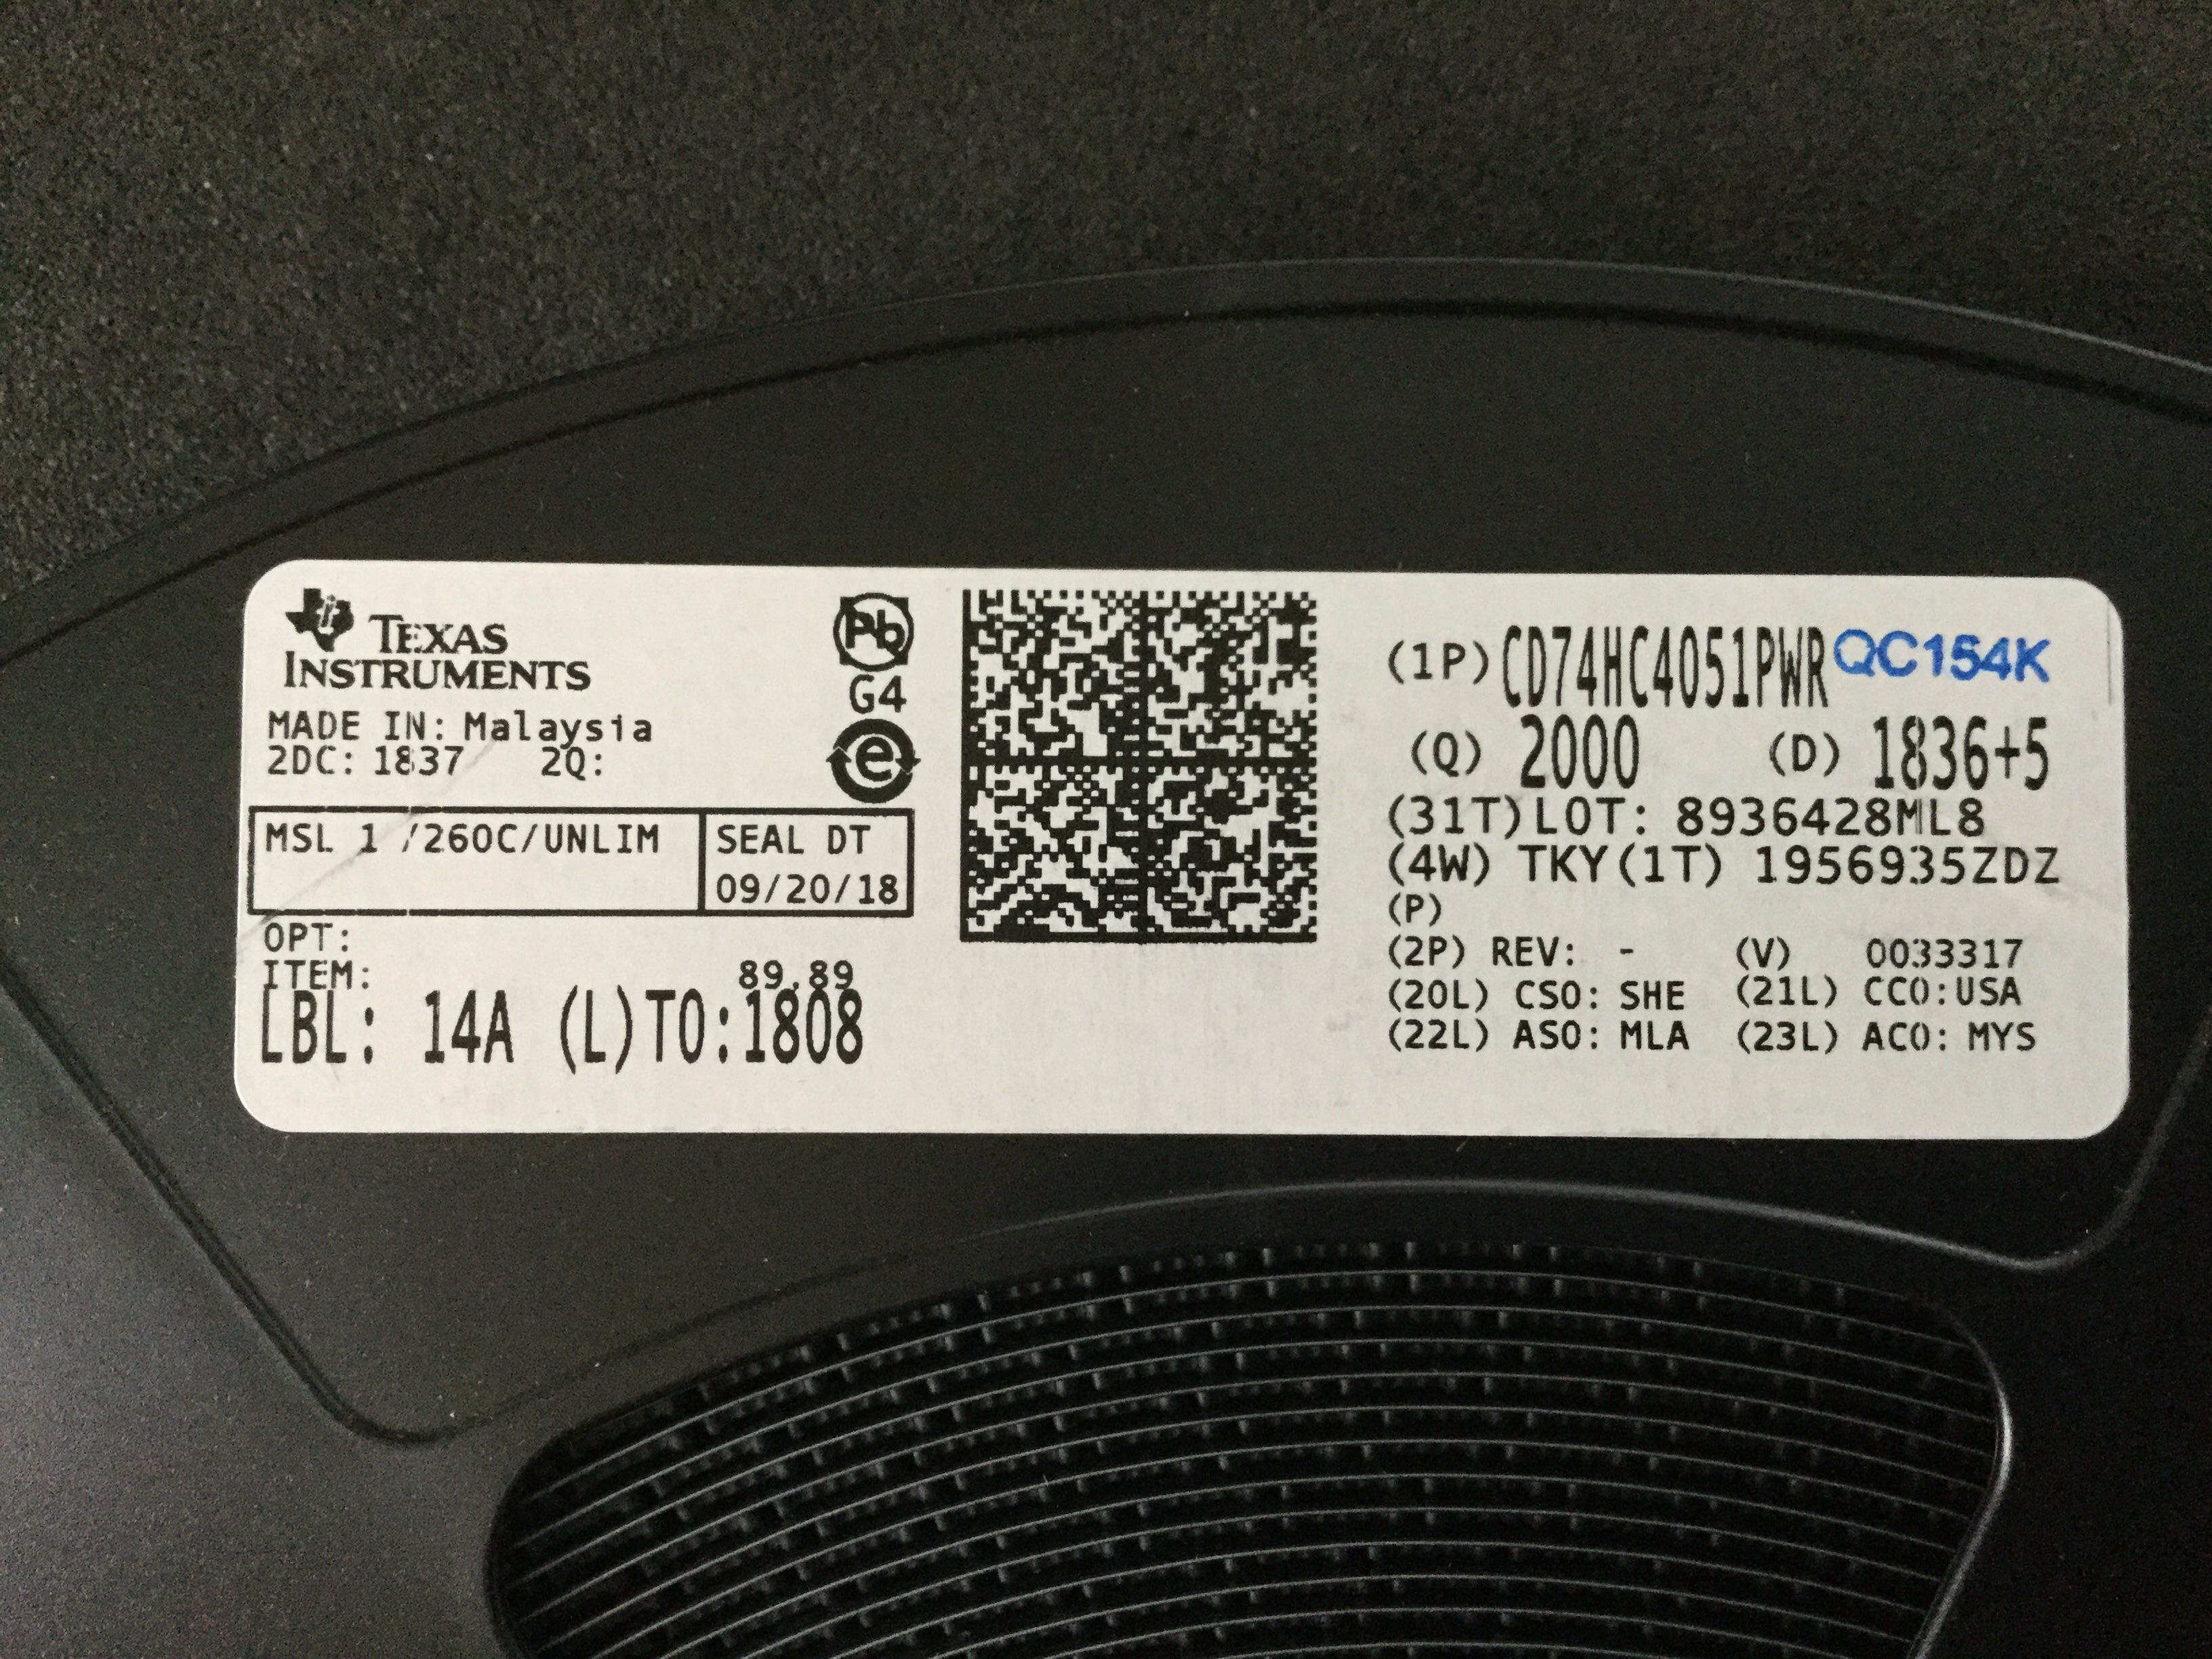 TEXAS
INSTRUMENTS
MADE IN: Malaysia
2DC: 1837 2Q:
Pb
G4
e
MSL 1 /260C/UNLIM
SEAL DT
09/20/18
OPT:
ITEM: 89.89
LBL: 14A (L)TO:1808
(1P) CD74HC4051PWR QC154K
(Q) 2000 (D) 1836+5
(31T)LOT: 8936428ML8
(4W) TKY(1T) 1956935ZDZ
(P)
(2P) REV: - (V) 0033317
(20L) CSO: SHE (21L) CCO:USA
(22L) ASO: MLA (23L) ACO: MYS